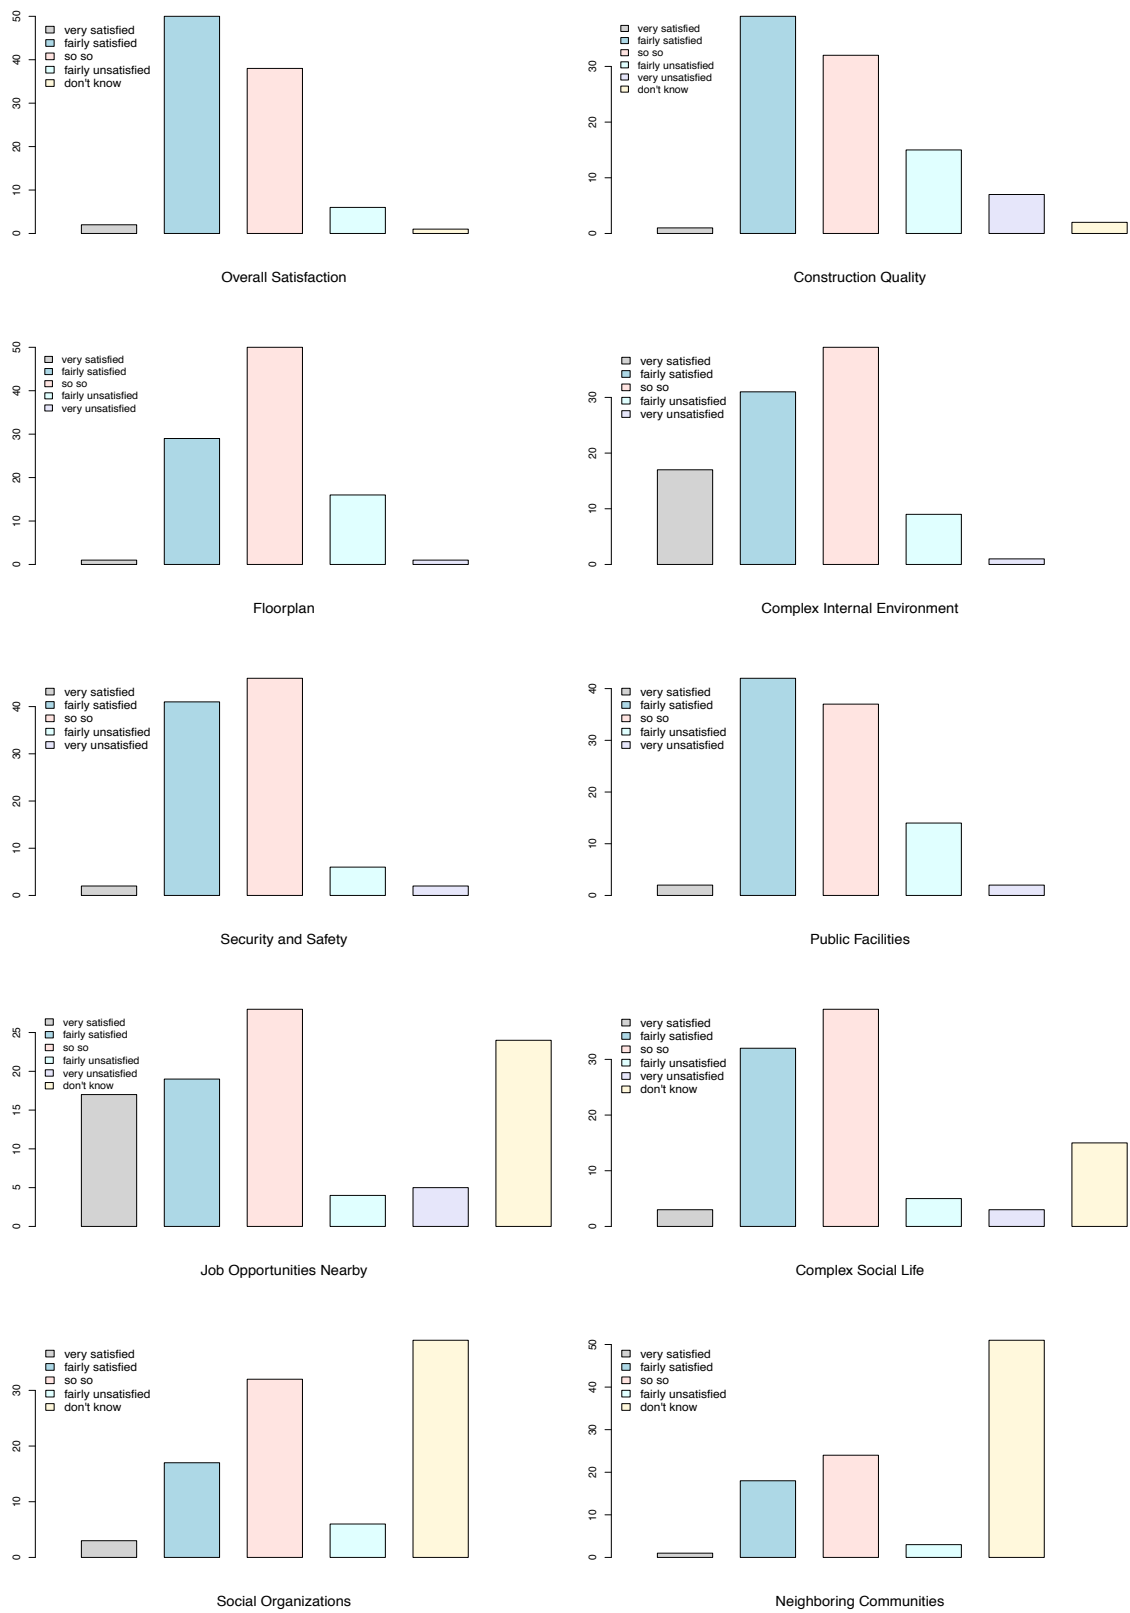 50
40
30
20
10
0
very satisfied
fairly satisfied
so so
fairly unsatisfied
don't know
Overall Satisfaction
30
20
10
0
very satisfied
fairly satisfied
so so
fairly unsatisfied
very unsatisfied
don't know
Construction Quality
50
40
30
20
10
0
very satisfied
fairly satisfied
so so
fairly unsatisfied
very unsatisfied
Floorplan
30
20
10
0
very satisfied
fairly satisfied
so so
fairly unsatisfied
very unsatisfied
Complex Internal Environment
40
30
20
10
0
very satisfied
fairly satisfied
so so
fairly unsatisfied
very unsatisfied
Security and Safety
40
30
20
10
0
very satisfied
fairly satisfied
so so
fairly unsatisfied
very unsatisfied
Public Facilities
25
20
15
10
5
0
very satisfied
fairly satisfied
so so
fairly unsatisfied
very unsatisfied
don't know
Job Opportunities Nearby
30
20
10
0
very satisfied
fairly satisfied
so so
fairly unsatisfied
very unsatisfied
don't know
Complex Social Life
30
20
10
0
very satisfied
fairly satisfied
so so
fairly unsatisfied
don't know
Social Organizations
50
40
30
20
10
0
very satisfied
fairly satisfied
so so
fairly unsatisfied
don't know
Neighboring Communities